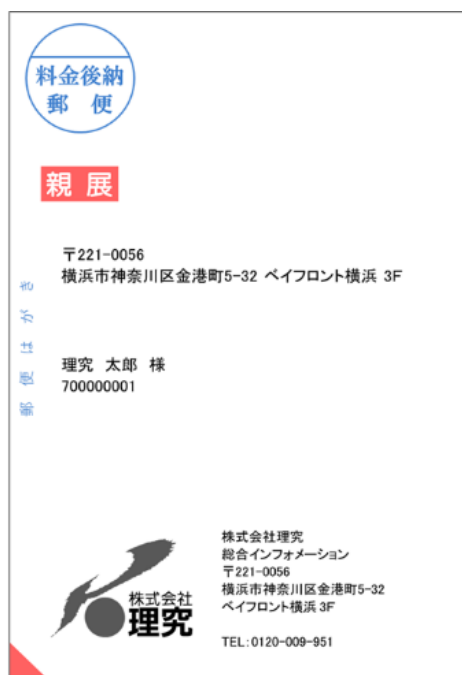 料金後納
郵 便
親 展
〒221-0056
横浜市神奈川区金港町5-32 ベイフロント横浜 3F
郵便はがき
理究 太郎 様
700000001
株式会社
理究
株式会社理究
総合インフォメーション
〒221-0056
横浜市神奈川区金港町5-32
ベイフロント横浜 3F
TEL:0120-009-951